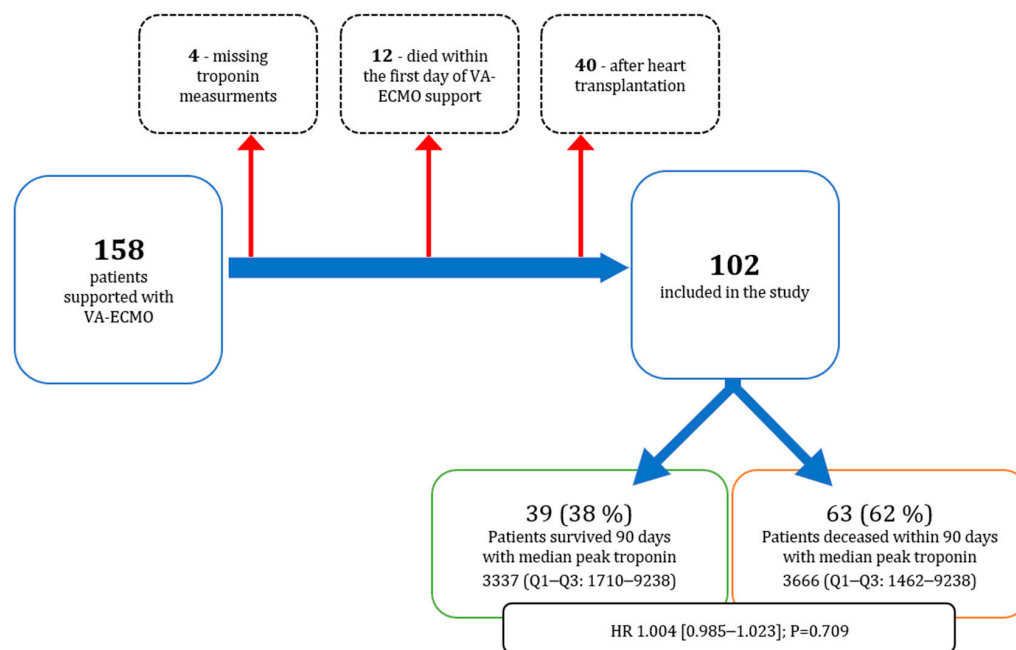 4 - missing
troponin
measurments
12 - died within
the first day of VA-
ECMO support
40 - after heart
transplantation
158
patients
supported with
VA-ECMO
102
included in the study
39 (38 %)
Patients survived 90 days
with median peak troponin
3337 (Q1–Q3: 1710–9238)
63 (62 %)
Patients deceased within 90 days
with median peak troponin
3666 (Q1–Q3: 1462–9238)
HR 1.004 [0.985–1.023]; P=0.709